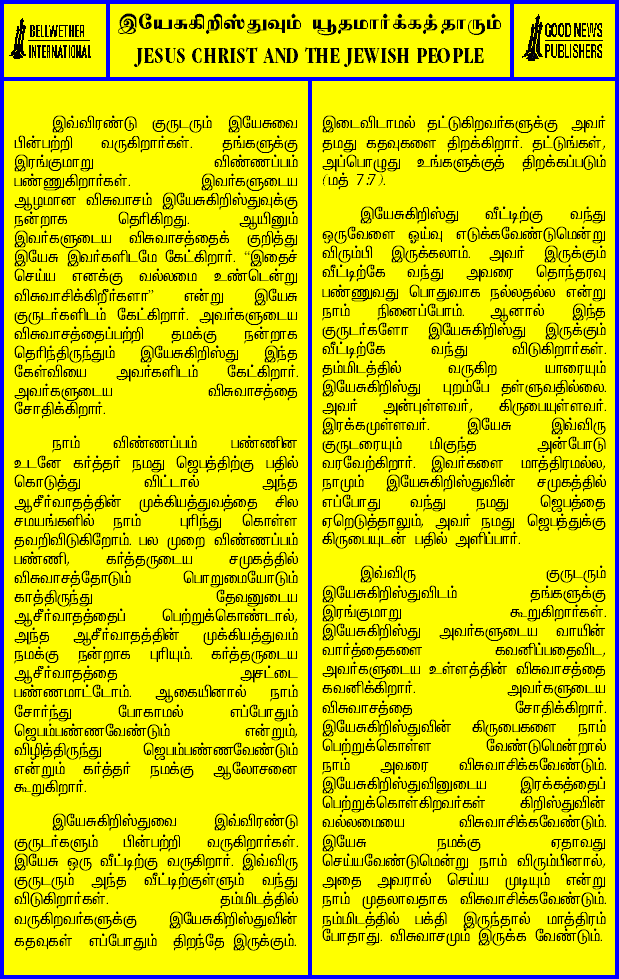 BELLWETHER
INTERNATIONAL
இயேசுகிறிஸ்துவும் யூதமார்க்கத்தாரும்
JESUS CHRIST AND THE JEWISH PEOPLE
GOOD NEWS
PUBLISHERS
இவ்விரண்டு குருடரும் இயேசுவை
பின்பற்றி வருகிறார்கள். தங்களுக்கு
இரங்குமாறு விண்ணப்பம்
பண்ணுகிறார்கள். இவர்களுடைய
ஆழமான விசுவாசம் இயேசுகிறிஸ்துவுக்கு
நன்றாக தெரிகிறது. ஆயினும்
இவர்களுடைய விசுவாசத்தைக் குறித்து
இயேசு இவர்களிடமே கேட்கிறார். “இதைச்
செய்ய எனக்கு வல்லமை உண்டென்று
விசுவாசிக்கிறீர்களா” என்று இயேசு
குருடர்களிடம் கேட்கிறார். அவர்களுடைய
விசுவாசத்தைப்பற்றி தமக்கு நன்றாக
தெரிந்திருந்தும் இயேசுகிறிஸ்து இந்த
கேள்வியை அவர்களிடம் கேட்கிறார்.
அவர்களுடைய விசுவாசத்தை
சோதிக்கிறார்.
நாம் விண்ணப்பம் பண்ணின
உடனே கர்த்தர் நமது ஜெபத்திற்கு பதில்
கொடுத்து விட்டால் அந்த
ஆசீர்வாதத்தின் முக்கியத்துவத்தை சில
சமயங்களில் நாம் புரிந்து கொள்ள
தவறிவிடுகிறோம். பல முறை விண்ணப்பம்
பண்ணி, கர்த்தருடைய சமுகத்தில்
விசுவாசத்தோடும் பொறுமையோடும்
காத்திருந்து தேவனுடைய
ஆசீர்வாதத்தைப் பெற்றுக்கொண்டால்,
அந்த ஆசீர்வாதத்தின் முக்கியத்துவம்
நமக்கு நன்றாக புரியும். கர்த்தருடைய
ஆசீர்வாதத்தை அசட்டை
பண்ணமாட்டோம். ஆகையினால் நாம்
சோர்ந்து போகாமல் எப்போதும்
ஜெபம்பண்ணவேண்டும் என்றும்,
விழித்திருந்து ஜெபம்பண்ணவேண்டும்
என்றும் கர்த்தர் நமக்கு ஆலோசனை
கூறுகிறார்.
இயேசுகிறிஸ்துவை இவ்விரண்டு
குருடர்களும் பின்பற்றி வருகிறார்கள்.
இயேசு ஒரு வீட்டிற்கு வருகிறார். இவ்விரு
குருடரும் அந்த வீட்டிற்குள்ளும் வந்து
விடுகிறார்கள். தம்மிடத்தில்
வருகிறவர்களுக்கு இயேசுகிறிஸ்துவின்
கதவுகள் எப்போதும் திறந்தே இருக்கும்.
இடைவிடாமல் தட்டுகிறவர்களுக்கு அவர்
தமது கதவுகளை திறக்கிறார். தட்டுங்கள்,
அப்பொழுது உங்களுக்குத் திறக்கப்படும்
(மத் 7:7).
இயேசுகிறிஸ்து வீட்டிற்கு வந்து
ஒருவேளை ஓய்வு எடுக்கவேண்டுமென்று
விரும்பி இருக்கலாம். அவர் இருக்கும்
வீட்டிற்கே வந்து அவரை தொந்தரவு
பண்ணுவது பொதுவாக நல்லதல்ல என்று
நாம் நினைப்போம். ஆனால் இந்த
குருடர்களோ இயேசுகிறிஸ்து இருக்கும்
வீட்டிற்கே வந்து விடுகிறார்கள்.
தம்மிடத்தில் வருகிற யாரையும்
இயேசுகிறிஸ்து புறம்பே தள்ளுவதில்லை.
அவர் அன்புள்ளவர், கிருபையுள்ளவர்.
இரக்கமுள்ளவர். இயேசு இவ்விரு
குருடரையும் மிகுந்த அன்போடு
வரவேற்கிறார். இவர்களை மாத்திரமல்ல,
நாமும் இயேசுகிறிஸ்துவின் சமுகத்தில்
எப்போது வந்து நமது ஜெபத்தை
ஏறெடுத்தாலும், அவர் நமது ஜெபத்துக்கு
கிருபையுடன் பதில் அளிப்பார்.
இவ்விரு குருடரும்
இயேசுகிறிஸ்துவிடம் தங்களுக்கு
இரங்குமாறு கூறுகிறார்கள்.
இயேசுகிறிஸ்து அவர்களுடைய வாயின்
வார்த்தைகளை கவனிப்பதைவிட,
அவர்களுடைய உள்ளத்தின் விசுவாசத்தை
கவனிக்கிறார். அவர்களுடைய
விசுவாசத்தை சோதிக்கிறார்.
இயேசுகிறிஸ்துவின் கிருபைகளை நாம்
பெற்றுக்கொள்ள வேண்டுமென்றால்
நாம் அவரை விசுவாசிக்கவேண்டும்.
இயேசுகிறிஸ்துவினுடைய இரக்கத்தைப்
பெற்றுக்கொள்கிறவர்கள் கிறிஸ்துவின்
வல்லமையை விசுவாசிக்கவேண்டும்.
இயேசு நமக்கு ஏதாவது
செய்யவேண்டுமென்று நாம் விரும்பினால்,
அதை அவரால் செய்ய முடியும் என்று
நாம் முதலாவதாக விசுவாசிக்கவேண்டும்.
நம்மிடத்தில் பக்தி இருந்தால் மாத்திரம்
போதாது. விசுவாசமும் இருக்க வேண்டும்.